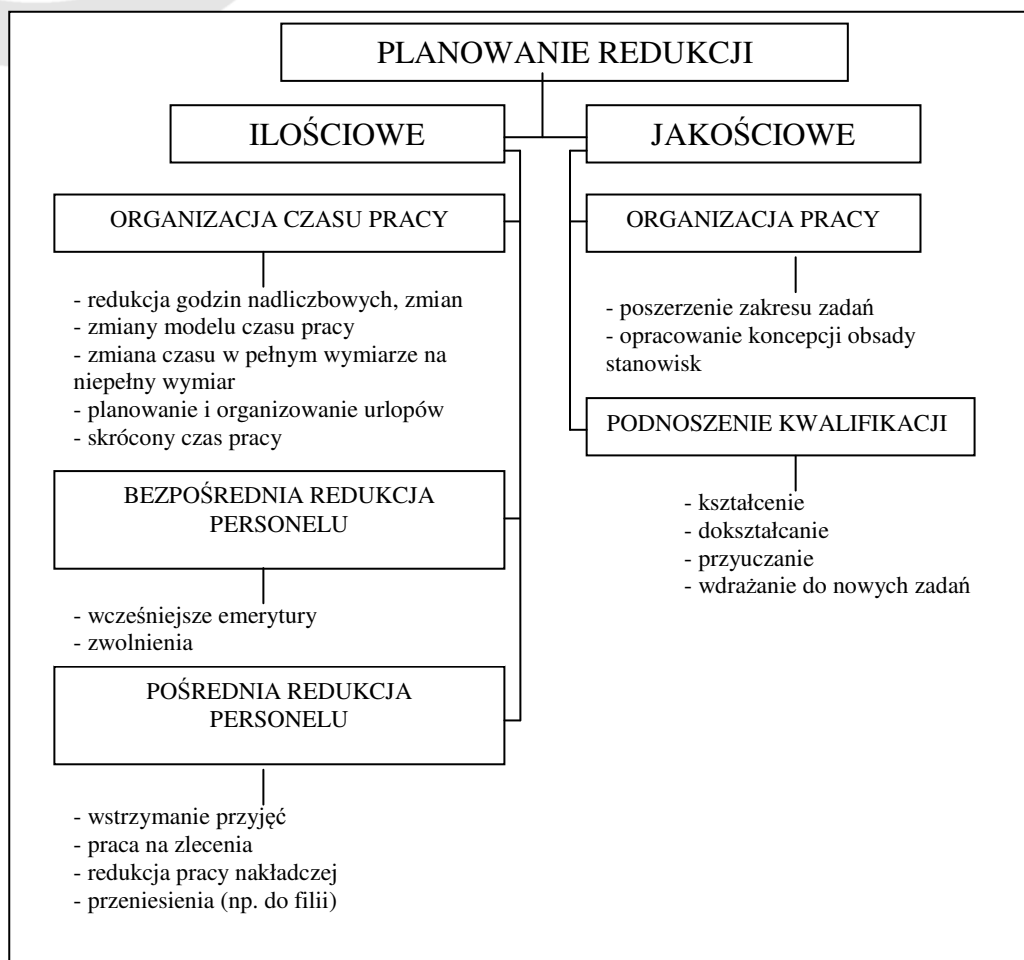 PLANOWANIE REDUKCJI
ILOŚCIOWE
ORGANIZACJA CZASU PRACY
- redukcja godzin nadliczbowych, zmian
- zmiany modelu czasu pracy
- zmiana czasu w pełnym wymiarze na
niepełny wymiar
- planowanie i organizowanie urlopów
- skrócony czas pracy
BEZPOŚREDNIA REDUKCJA
PERSONELU
- wcześniejsze emerytury
- zwolnienia
POŚREDNIA REDUKCJA
PERSONELU
- wstrzymanie przyjęć
- praca na zlecenia
- redukcja pracy nakładczej
- przeniesienia (np. do filii)
JAKOŚCIOWE
ORGANIZACJA PRACY
- poszerzenie zakresu zadań
- opracowanie koncepcji obsady
stanowisk
PODNOSZENIE KWALIFIKACJI
- kształcenie
- dokształcanie
- przyuczanie
- wdrażanie do nowych zadań